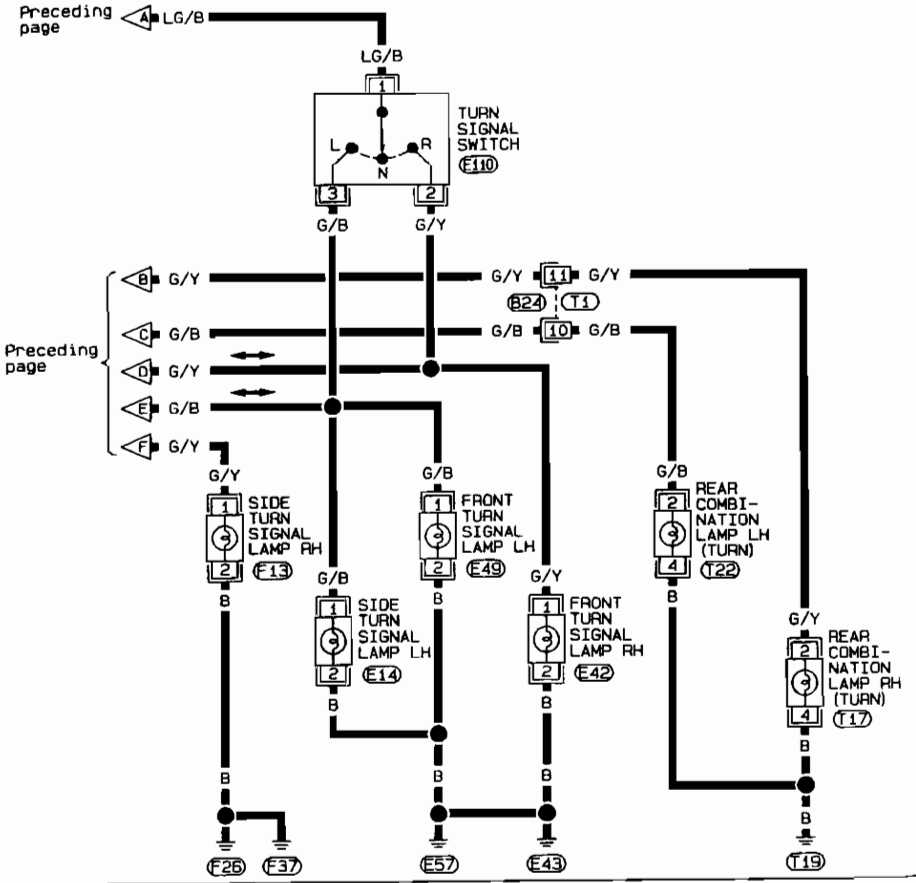 Preceding
page
A
LG/B
LG/B
1
TURN
SIGNAL
SWITCH
E110
L
N
R
3
2
G/B
G/Y
Preceding
page
B
G/Y
G/Y
11
G/Y
B24
T1
C
G/B
G/B
10
G/B
D
G/Y
E
G/B
F
G/Y
G/Y
1
SIDE
TURN
SIGNAL
LAMP RH
2
B
G/B
1
FRONT
TURN
SIGNAL
LAMP LH
2
E49
B
G/B
2
REAR
COMBI-
NATION
LAMP LH
(TURN)
4
T22
B
G/B
1
SIDE
TURN
SIGNAL
LAMP LH
2
E14
B
G/Y
1
FRONT
TURN
SIGNAL
LAMP RH
2
E42
B
G/Y
2
REAR
COMBI-
NATION
LAMP RH
(TURN)
4
T17
B
B
B
B
B
F37
E57
E43
T19